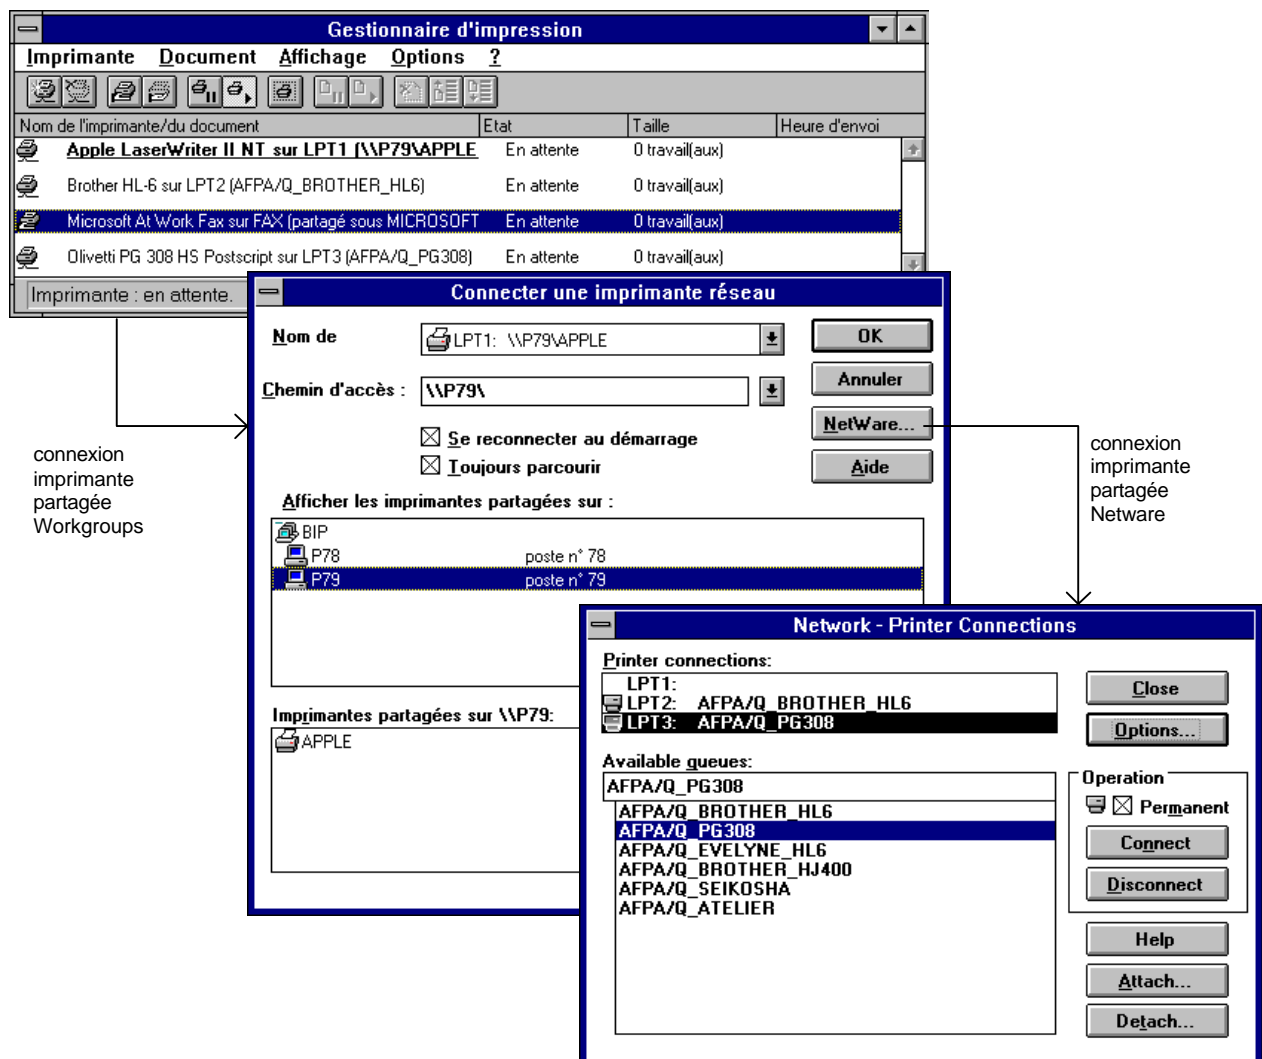 Gestionnaire d'impression
Imprimante Document Affichage Options ?
Nom de l'imprimante/du document Etat Taille Heure d'envoi
Apple LaserWriter II NT sur LPT1 (\\P79\APPLE En attente 0 travail(aux)
Brother HL-6 sur LPT2 (AFPA/Q_BROTHER_HL6) En attente 0 travail(aux)
Microsoft At Work Fax sur FAX (partagé sous MICROSOFT En attente 0 travail(aux)
Olivetti PG 308 HS Postscript sur LPT3 (AFPA/Q_PG308) En attente 0 travail(aux)
Imprimante : en attente.
Connecter une imprimante réseau
Nom de LPT1: \\P79\APPLE OK
Chemin d'accès : \\P79\ Annuler
NetWare...
Se reconnecter au démarrage
Toujours parcourir Aide
Afficher les imprimantes partagées sur :
BIP
P78 poste n° 78
P79 poste n° 79
Imprimantes partagées sur \\P79:
APPLE
connexion
imprimante
partagée
Workgroups
connexion
imprimante
partagée
Netware
Network - Printer Connections
Printer connections:
LPT1:
LPT2: AFPA/Q_BROTHER_HL6
LPT3: AFPA/Q_PG308
Close
Options...
Available queues:
AFPA/Q_PG308
AFPA/Q_BROTHER_HL6
AFPA/Q_PG308
AFPA/Q_EVELYNE_HL6
AFPA/Q_BROTHER_HJ400
AFPA/Q_SEIKOSHA
AFPA/Q_ATELIER
Operation
Permanent
Connect
Disconnect
Help
Attach...
Detach...